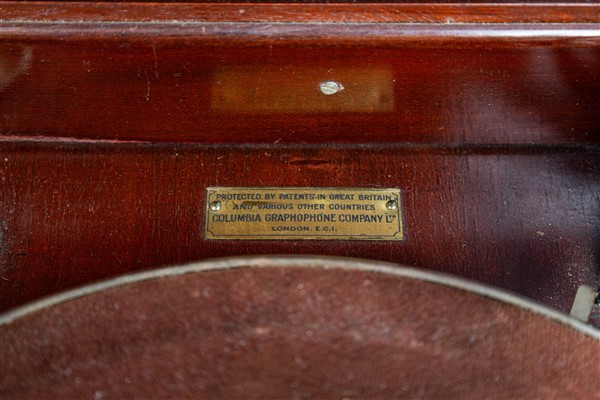 PROTECTED BY PATENTS IN GREAT BRITAIN
AND VARIOUS OTHER COUNTRIES
COLUMBIA GRAPHOPHONE COMPANY LTD
LONDON, E.C.1.